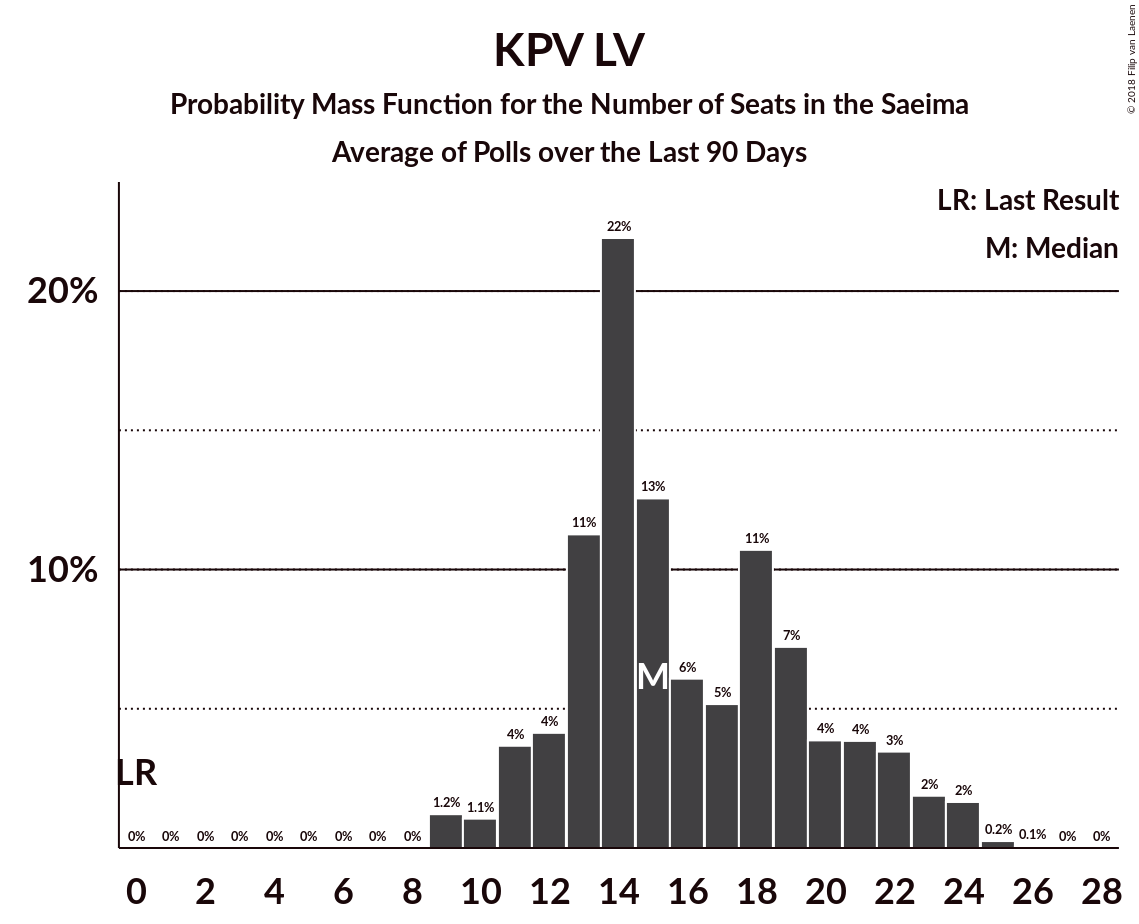 KPV LV
Probability Mass Function for the Number of Seats in the Saeima
Average of Polls over the Last 90 Days
© 2018 Filip van Laenen
LR: Last Result
M: Median
20%
10%
22%
13%
11%
11%
7%
6%
5%
4%
4%
4%
4%
3%
2%
2%
1.2%
1.1%
0.2%
0.1%
M
LR
0% 0% 0% 0% 0% 0% 0% 0% 0% 0% 0%
0 2 4 6 8 10 12 14 16 18 20 22 24 26 28